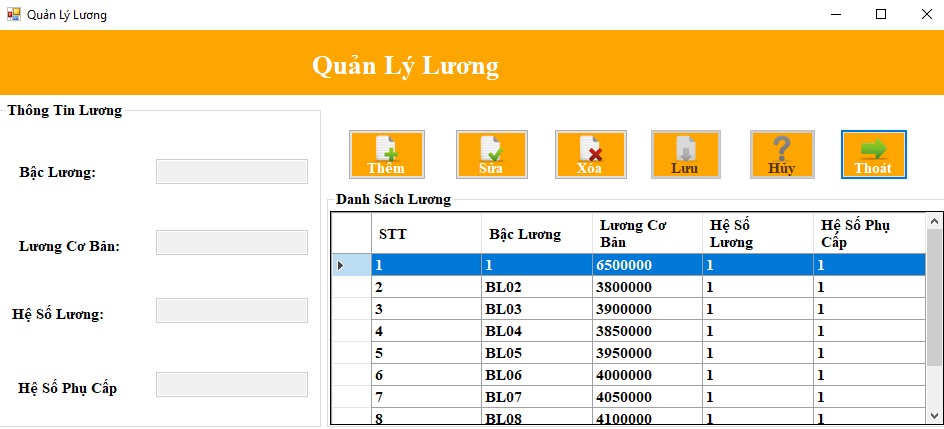 Quản Lý Lương
Quản Lý Lương
Thông Tin Lương
Bậc Lương:
Lương Cơ Bản:
Hệ Số Lương:
Hệ Số Phụ Cấp
Thêm Sửa Xóa Lưu Hủy Thoát
Danh Sách Lương
STT Bậc Lương Lương Cơ Bản Hệ Số Lương Hệ Số Phụ Cấp
1 1 6500000 1 1
2 BL02 3800000 1 1
3 BL03 3900000 1 1
4 BL04 3850000 1 1
5 BL05 3950000 1 1
6 BL06 4000000 1 1
7 BL07 4050000 1 1
8 BL08 4100000 1 1